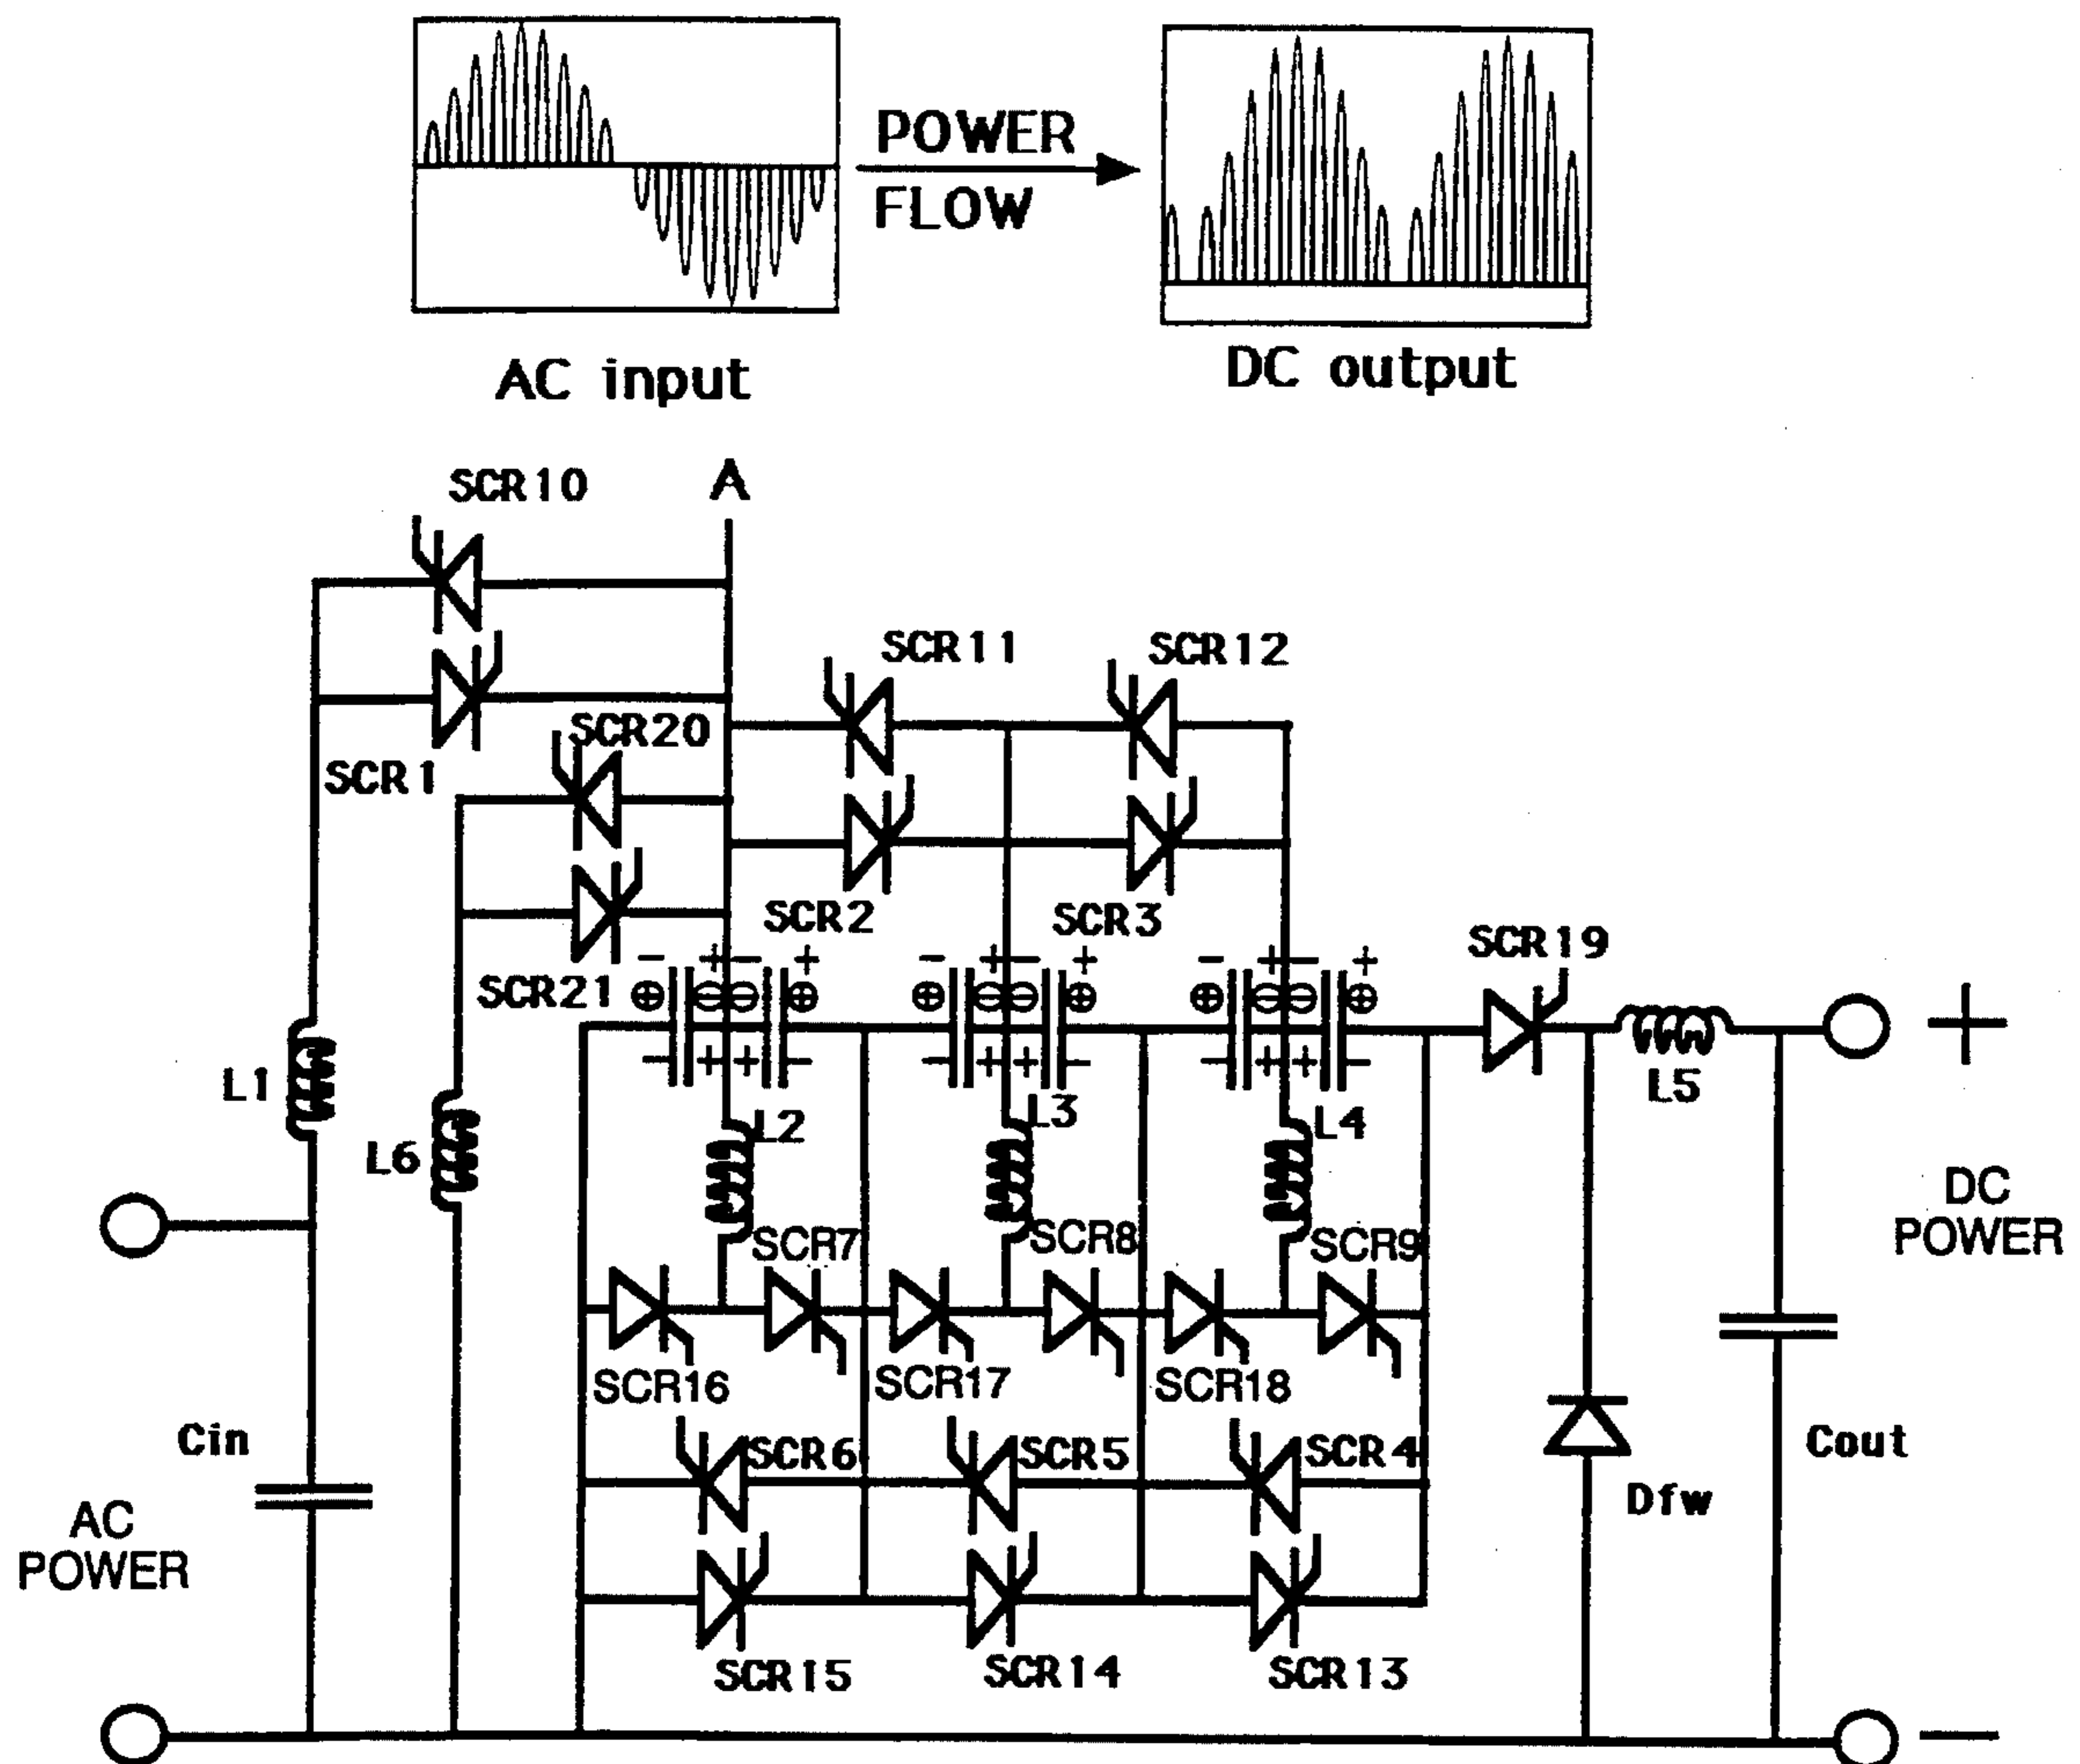 POWER
FLOW
AC input
DC output
SCR10
A
SCR11
SCR12
SCR1
SCR20
SCR2
SCR3
SCR21
SCR19
- + - + - + - + - + - +
⊕ ⊖ ⊖ ⊕ ⊕ ⊖ ⊖ ⊕ ⊕ ⊖ ⊖ ⊕
- + + - - + + - - + + -
+
L1
L6
L2
L3
L4
L5
SCR7
SCR8
SCR9
DC
POWER
SCR16
SCR17
SCR18
Cin
SCR6
SCR5
SCR4
Cout
Dfw
AC
POWER
SCR15
SCR14
SCR13
-